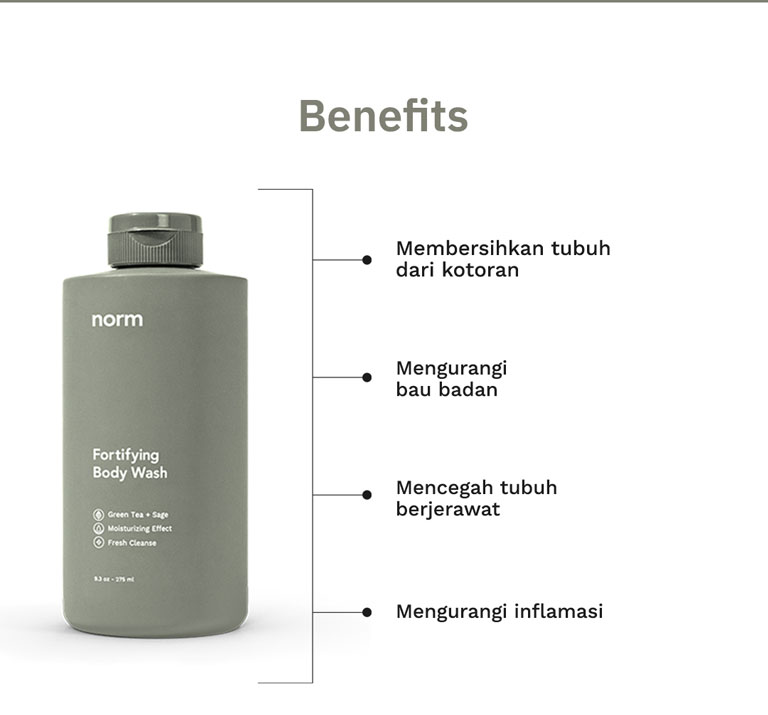 Benefits
norm
Fortifying
Body Wash
Green Tea + Sage
Moisturizing Effect
Fresh Cleanse
9.3 oz - 275 ml
Membersihkan tubuh
dari kotoran
Mengurangi
bau badan
Mencegah tubuh
berjerawat
Mengurangi inflamasi